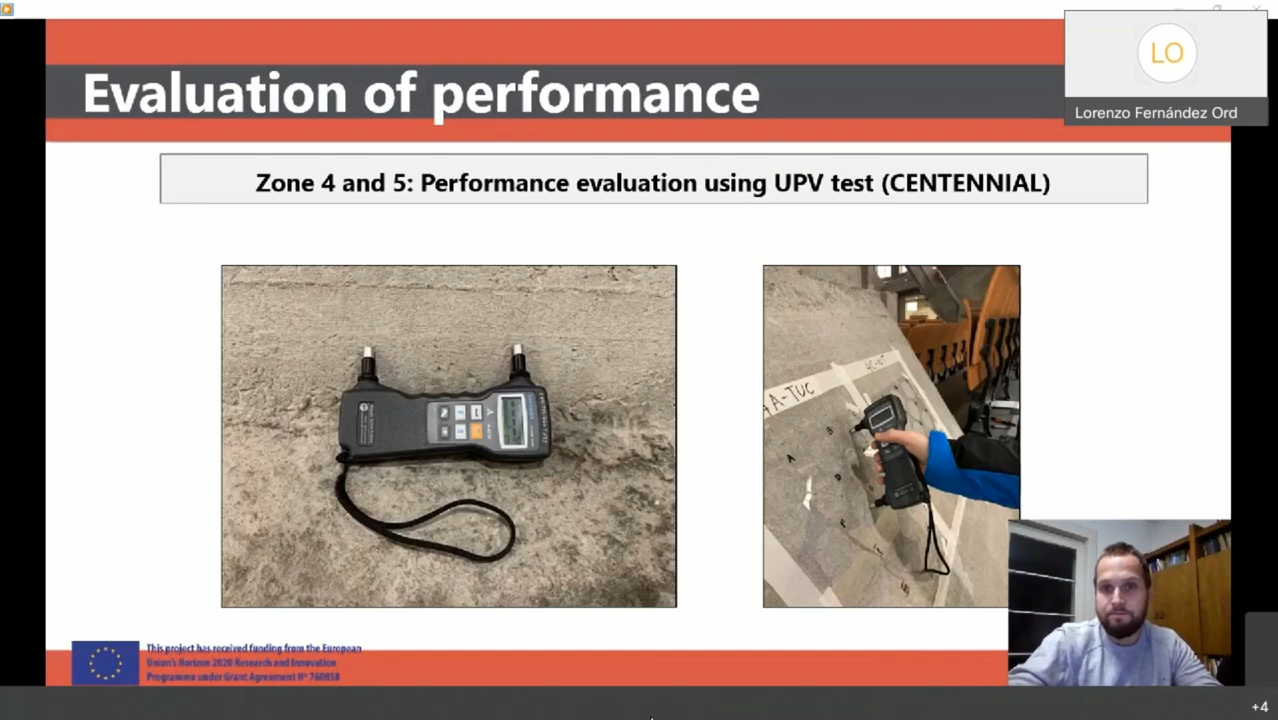 Evaluation of performance
LO
Lorenzo Fernández Ord
Zone 4 and 5: Performance evaluation using UPV test (CENTENNIAL)
A-TUC
B
A
D
F
This project has received funding from the European
Union's Horizon 2020 Research and Innovation
Programme under Grant Agreement Nº 760858
+4